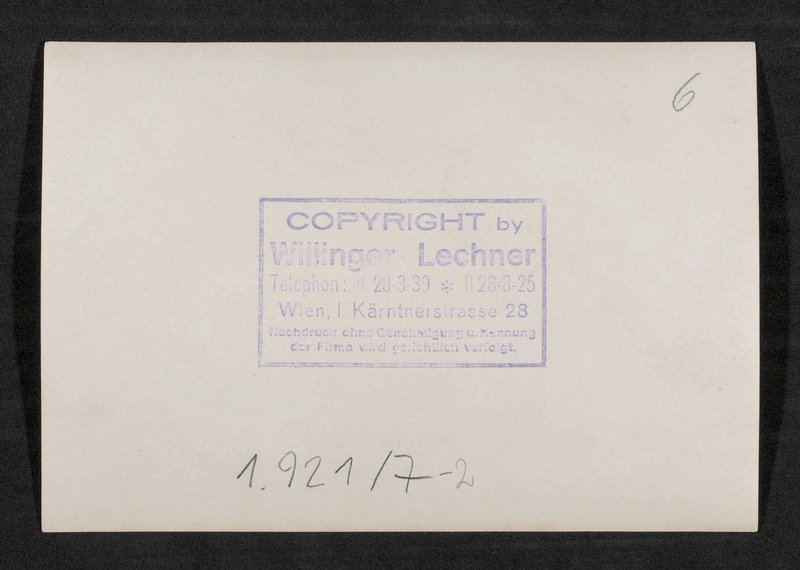 6
COPYRIGHT by
Willinger Lechner
Telephon: R 28-3-30 * R 28-8-25
Wien, I. Kärntnerstrasse 28
Nachdruck ohne Genehmigung u. Nennung
der Firma wird gerichtlich verfolgt.
1.921/7-2